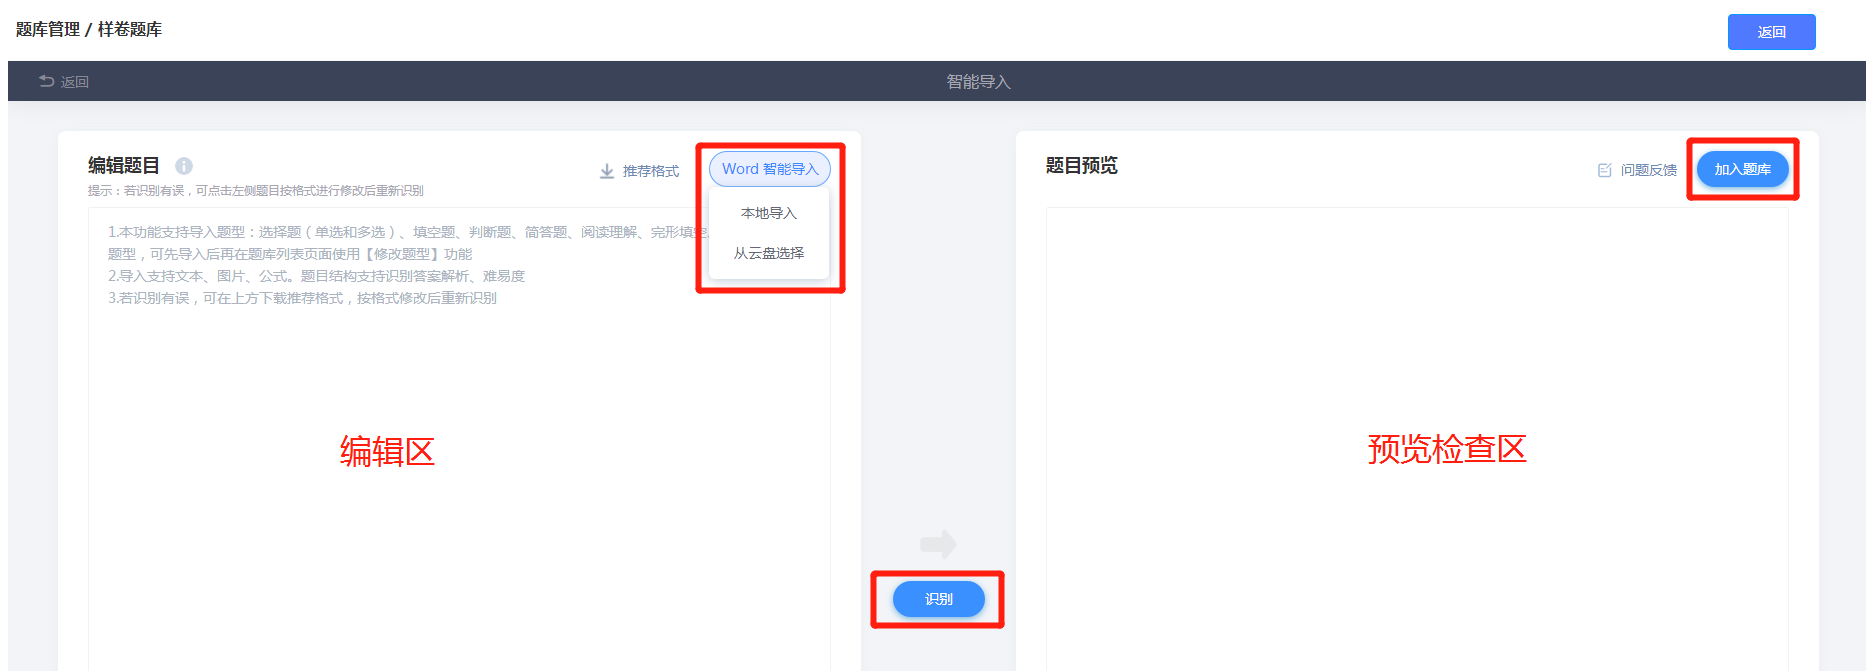 题库管理 / 样卷题库
返回
返回
智能导入
编辑题目
推荐格式
Word 智能导入
提示：若识别有误，可点击左侧题目按格式进行修改后重新识别
本地导入
从云盘选择
1.本功能支持导入题型：选择题（单选和多选）、填空题、判断题、简答题、阅读理解、完形填空
题型，可先导入后再在题库列表页面使用【修改题型】功能
2.导入支持文本、图片、公式。题目结构支持识别答案解析、难易度
3.若识别有误，可在上方下载推荐格式，按格式修改后重新识别
编辑区
识别
题目预览
问题反馈
加入题库
预览检查区